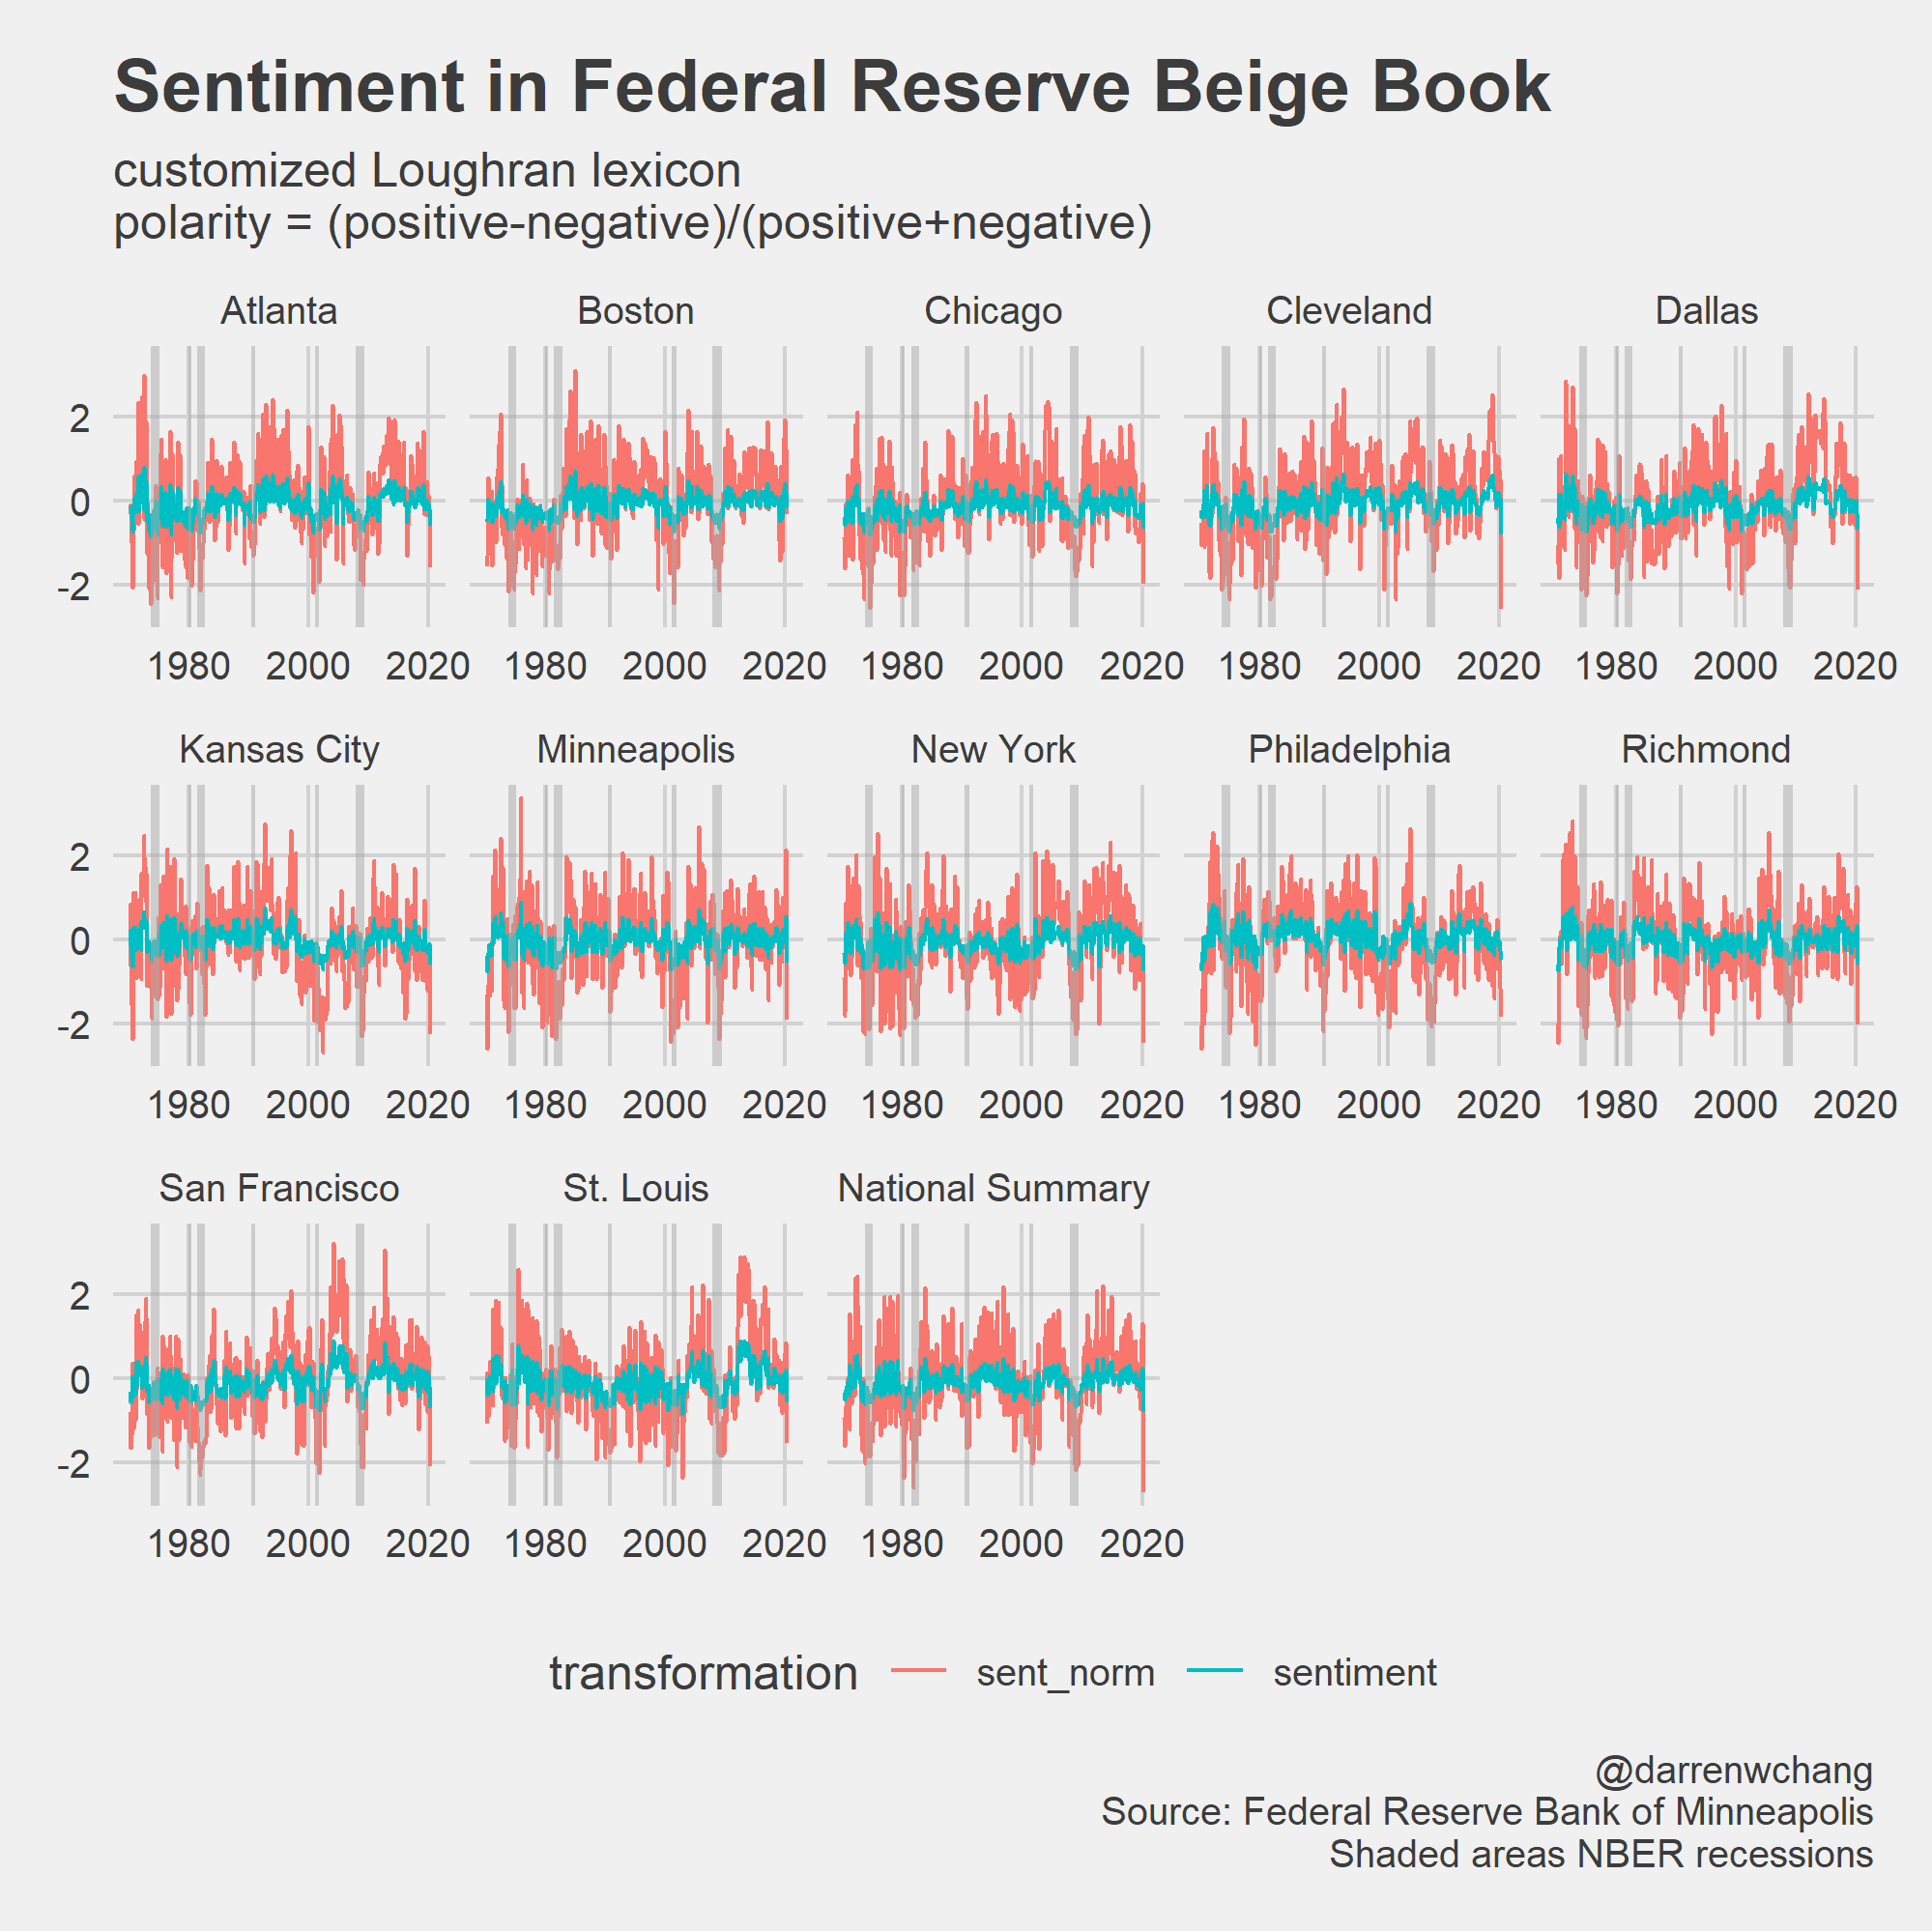 Sentiment in Federal Reserve Beige Book
customized Loughran lexicon
polarity = (positive-negative)/(positive+negative)
Atlanta Boston Chicago Cleveland Dallas
2
0
-2
1980 2000 2020 1980 2000 2020 1980 2000 2020 1980 2000 2020 1980 2000 2020
Kansas City Minneapolis New York Philadelphia Richmond
2
0
-2
1980 2000 2020 1980 2000 2020 1980 2000 2020 1980 2000 2020 1980 2000 2020
San Francisco St. Louis National Summary
2
0
-2
1980 2000 2020 1980 2000 2020 1980 2000 2020
transformation sent_norm sentiment
@darrenwchang
Source: Federal Reserve Bank of Minneapolis
Shaded areas NBER recessions